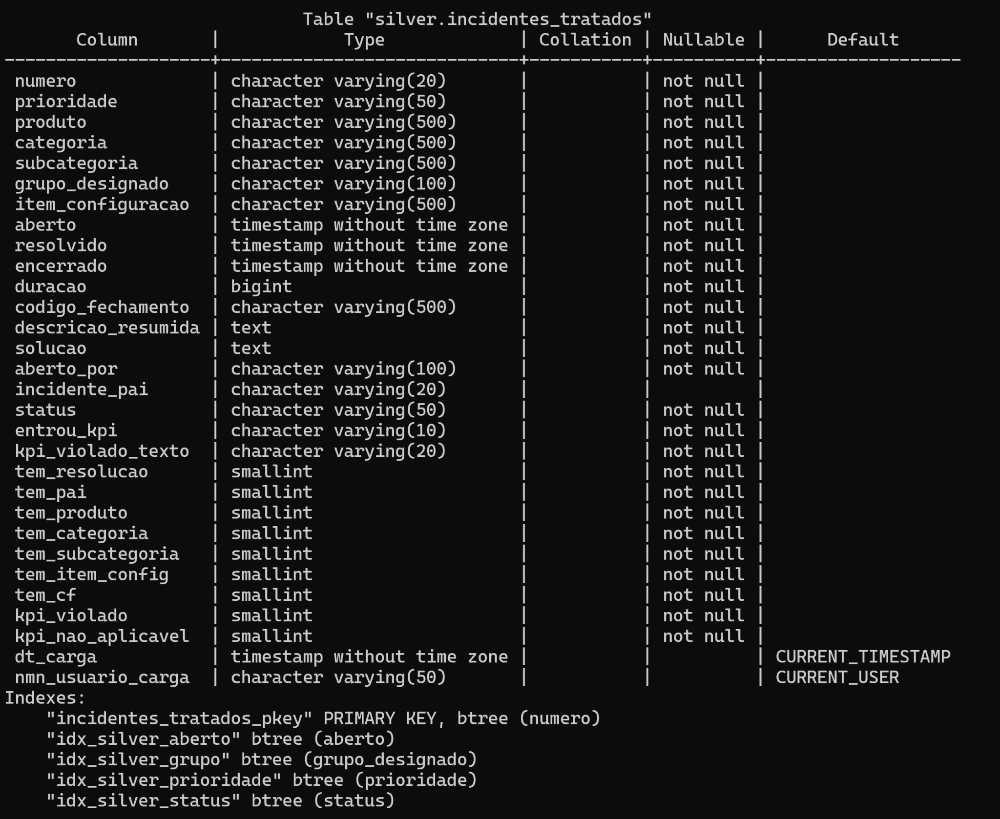 Table "silver.incidentes_tratados"
Column | Type | Collation | Nullable | Default
--------------------+-----------------------------+-----------+----------+-------------------
numero | character varying(20) | | not null |
prioridade | character varying(50) | | not null |
produto | character varying(500) | | not null |
categoria | character varying(500) | | not null |
subcategoria | character varying(500) | | not null |
grupo_designado | character varying(100) | | not null |
item_configuracao | character varying(500) | | not null |
aberto | timestamp without time zone | | not null |
resolvido | timestamp without time zone | | not null |
encerrado | timestamp without time zone | | not null |
duracao | bigint | | not null |
codigo_fechamento | character varying(500) | | not null |
descricao_resumida | text | | not null |
solucao | text | | not null |
aberto_por | character varying(100) | | not null |
incidente_pai | character varying(20) | | |
status | character varying(50) | | not null |
entrou_kpi | character varying(10) | | not null |
kpi_violado_texto | character varying(20) | | not null |
tem_resolucao | smallint | | not null |
tem_pai | smallint | | not null |
tem_produto | smallint | | not null |
tem_categoria | smallint | | not null |
tem_subcategoria | smallint | | not null |
tem_item_config | smallint | | not null |
tem_cf | smallint | | not null |
kpi_violado | smallint | | not null |
kpi_nao_aplicavel | smallint | | not null |
dt_carga | timestamp without time zone | | | CURRENT_TIMESTAMP
nmn_usuario_carga | character varying(50) | | | CURRENT_USER
Indexes:
"incidentes_tratados_pkey" PRIMARY KEY, btree (numero)
"idx_silver_aberto" btree (aberto)
"idx_silver_grupo" btree (grupo_designado)
"idx_silver_prioridade" btree (prioridade)
"idx_silver_status" btree (status)